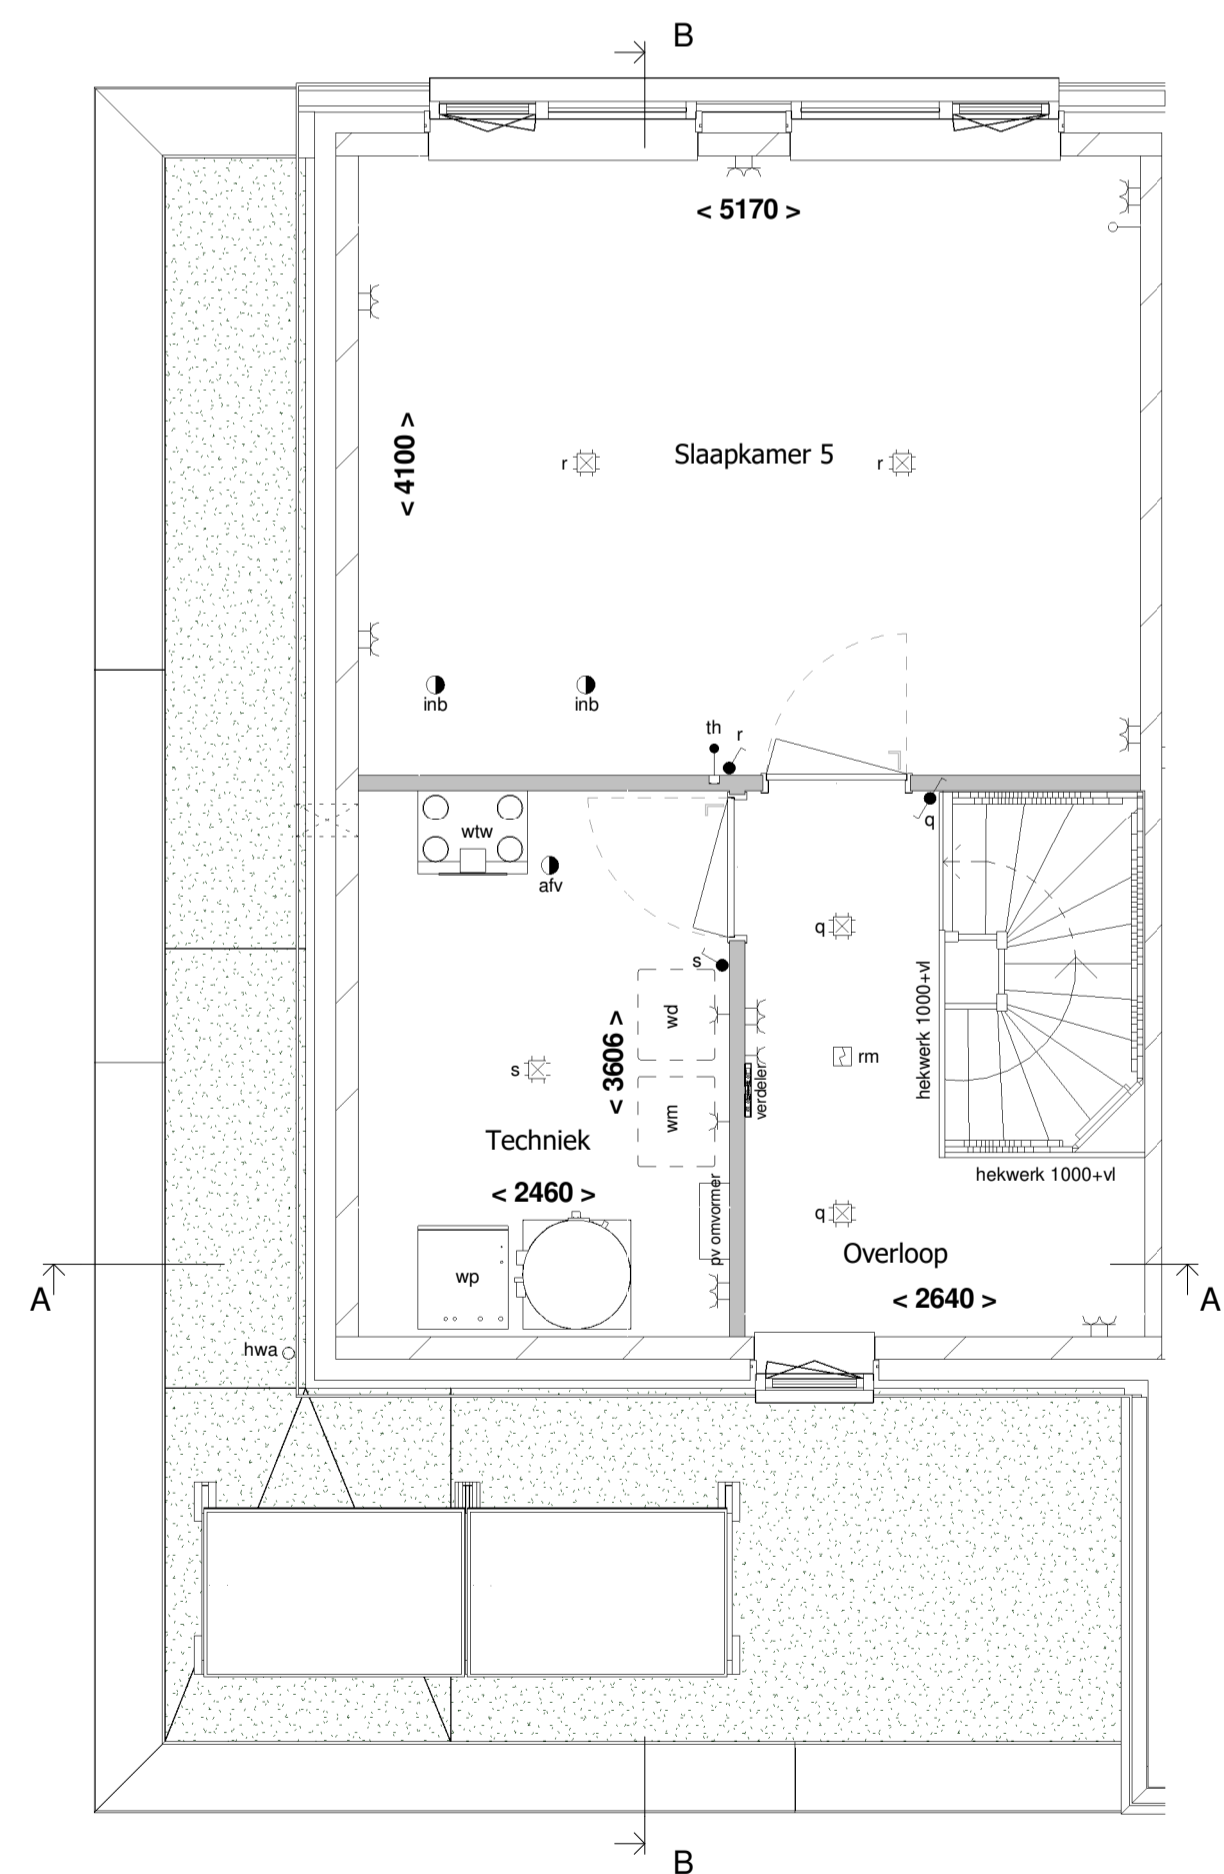 B
< 5170 >
< 4100 >
r
Slaapkamer 5
r
inb
inb
th
r
wtw
afv
q
s
q
wd
hekwerk 1000+vl
< 3606 >
s
rm
verdeler
wm
Techniek
hekwerk 1000+vl
< 2460 >
pv omvormer
q
Overloop
wp
< 2640 >
A
A
hwa
B